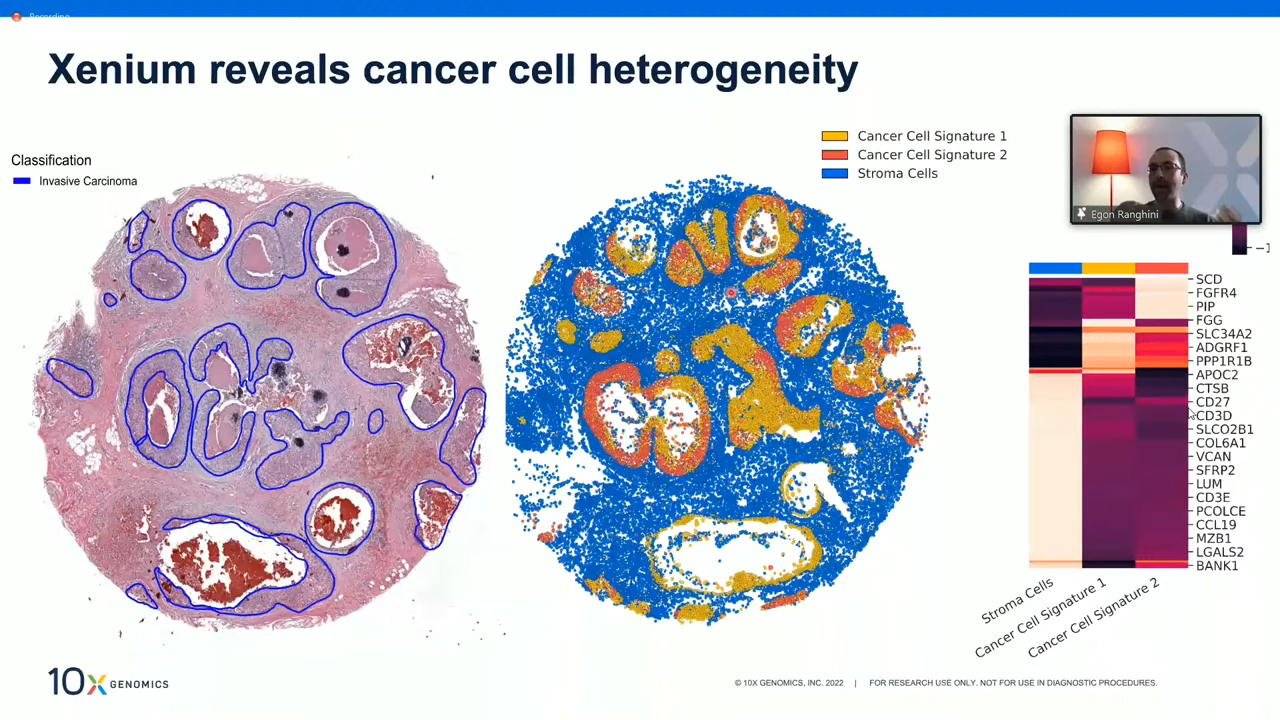 Recording
Xenium reveals cancer cell heterogeneity
Classification
Invasive Carcinoma
Cancer Cell Signature 1
Cancer Cell Signature 2
Stroma Cells
Egon Ranghini
SCD
FGFR4
PIP
FGG
SLC34A2
ADGRF1
PPP1R1B
APOC2
CTSB
CD27
CD3D
SLCO2B1
COL6A1
VCAN
SFRP2
LUM
CD3E
PCOLCE
CCL19
MZB1
LGALS2
BANK1
Stroma Cells
Cancer Cell Signature 1
Cancer Cell Signature 2
10X GENOMICS
© 10X GENOMICS, INC. 2022 | FOR RESEARCH USE ONLY. NOT FOR USE IN DIAGNOSTIC PROCEDURES.